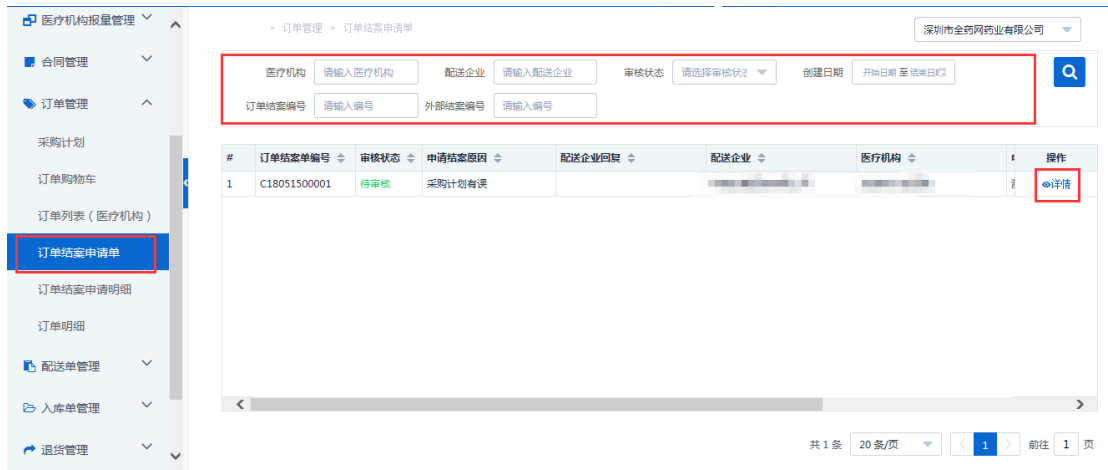 医疗机构报量管理
合同管理
订单管理
采购计划
订单购物车
订单列表（医疗机构）
订单结案申请单
订单结案申请明细
订单明细
配送单管理
入库单管理
退货管理
> 订单管理 > 订单结案申请单
深圳市全药网药业有限公司
医疗机构 请输入医疗机构 配送企业 请输入配送企业 审核状态 请选择审核状态 创建日期 开始日期 至 结束日期
订单结案编号 请输入编号 外部结案编号 请输入编号
# 订单结案单编号 审核状态 申请结案原因 配送企业回复 配送企业 医疗机构 操作
1 C18051500001 待审核 采购计划有误 详情
共 1 条 20 条/页 1 前往 1 页